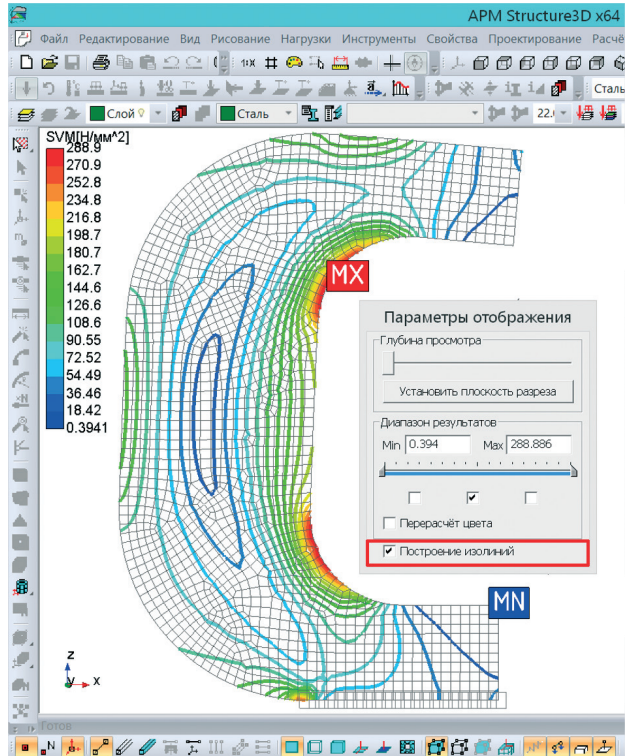 APM Structure3D x64
Файл Редактирование Вид Рисование Нагрузки Инструменты Свойства Проектирование Расчё
Сталь
Слой
Сталь
22.
SVM[Н/мм^2]
288.9
270.9
252.8
234.8
216.8
198.7
180.7
162.7
144.6
126.6
108.6
90.55
72.52
54.49
36.46
18.42
0.3941
MX
Параметры отображения
Глубина просмотра
Установить плоскость разреза
Диапазон результатов
Min 0.394 Max 288.886
Перерасчёт цвета
Построение изолиний
MN
z
y x
Готов
N